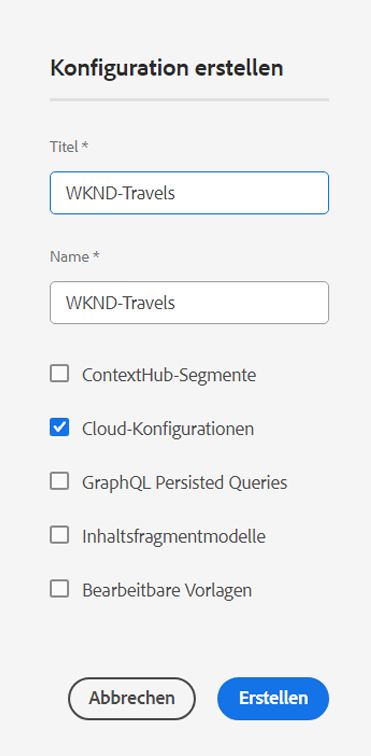 Konfiguration erstellen
Titel *
WKND-Travels
Name *
WKND-Travels
ContextHub-Segmente
Cloud-Konfigurationen
GraphQL Persisted Queries
Inhaltsfragmentmodelle
Bearbeitbare Vorlagen
Abbrechen Erstellen